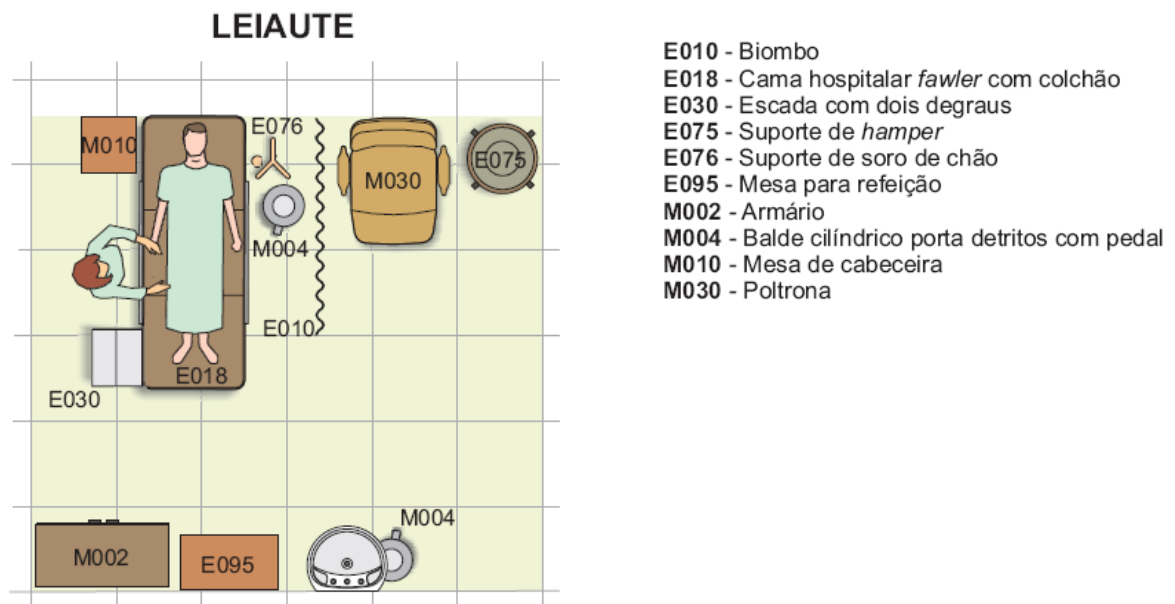 LEIAUTE
E076
M010
E075
M030
M004
E010
E018
E030
M004
M002
E095
E010 - Biombo
E018 - Cama hospitalar fawler com colchão
E030 - Escada com dois degraus
E075 - Suporte de hamper
E076 - Suporte de soro de chão
E095 - Mesa para refeição
M002 - Armário
M004 - Balde cilíndrico porta detritos com pedal
M010 - Mesa de cabeceira
M030 - Poltrona